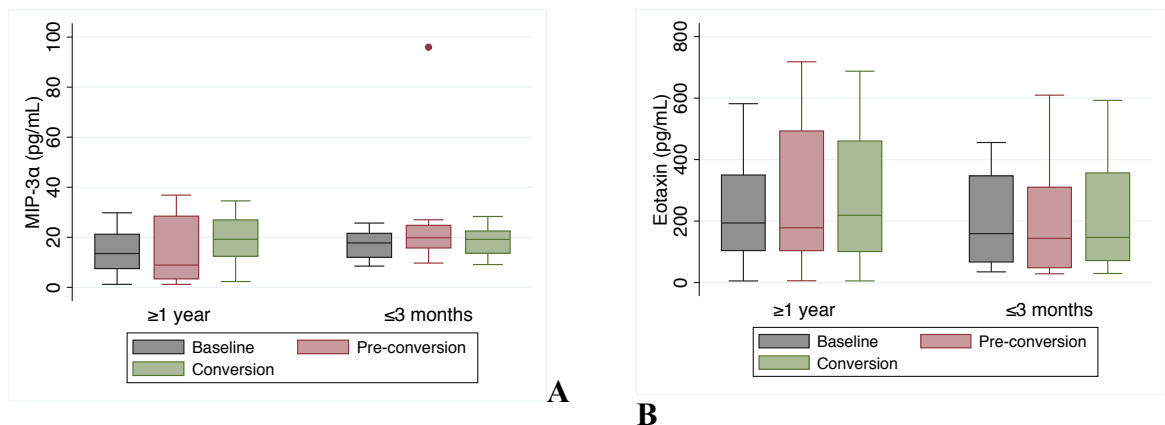 MIP-3α (pg/mL)
100
80
60
40
20
0
≥1 year
≤3 months
Baseline
Pre-conversion
Conversion
A
Eotaxin (pg/mL)
800
600
400
200
0
≥1 year
≤3 months
Baseline
Pre-conversion
Conversion
B